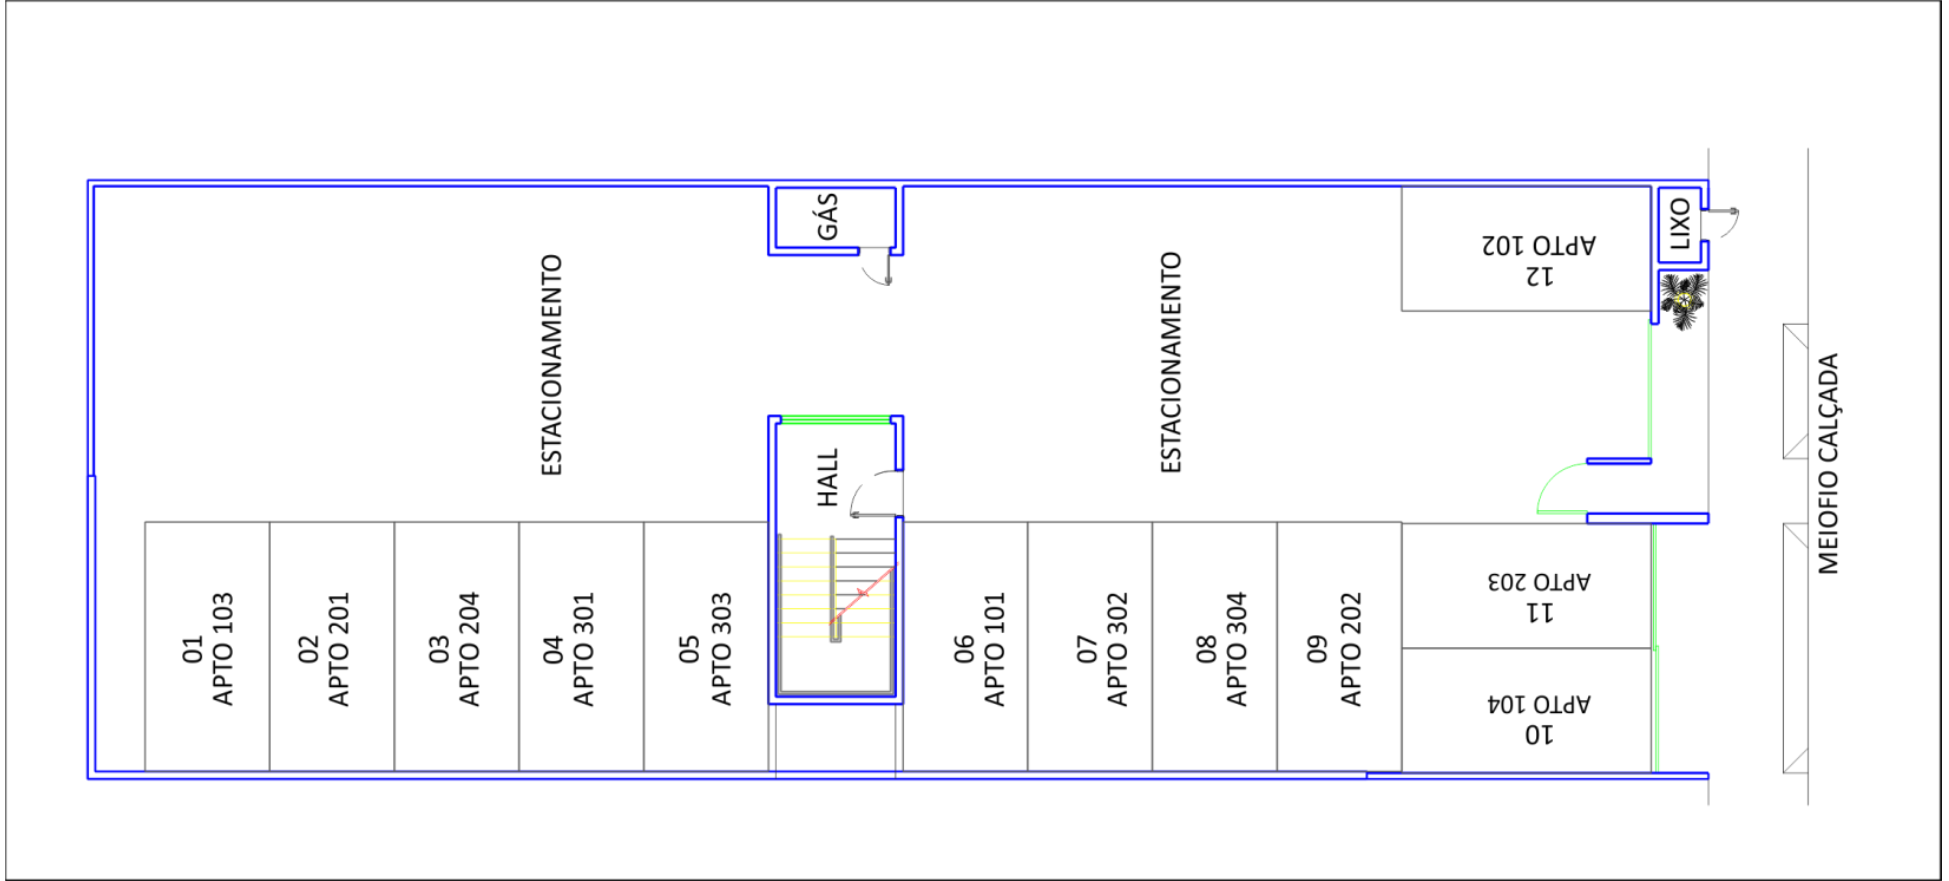 GÁS
LIXO
APTO 102
12
ESTACIONAMENTO
ESTACIONAMENTO
MEIOFIO CALÇADA
HALL
01
APTO 103
02
APTO 201
03
APTO 204
04
APTO 301
05
APTO 303
06
APTO 101
07
APTO 302
08
APTO 304
09
APTO 202
APTO 203
11
APTO 104
10